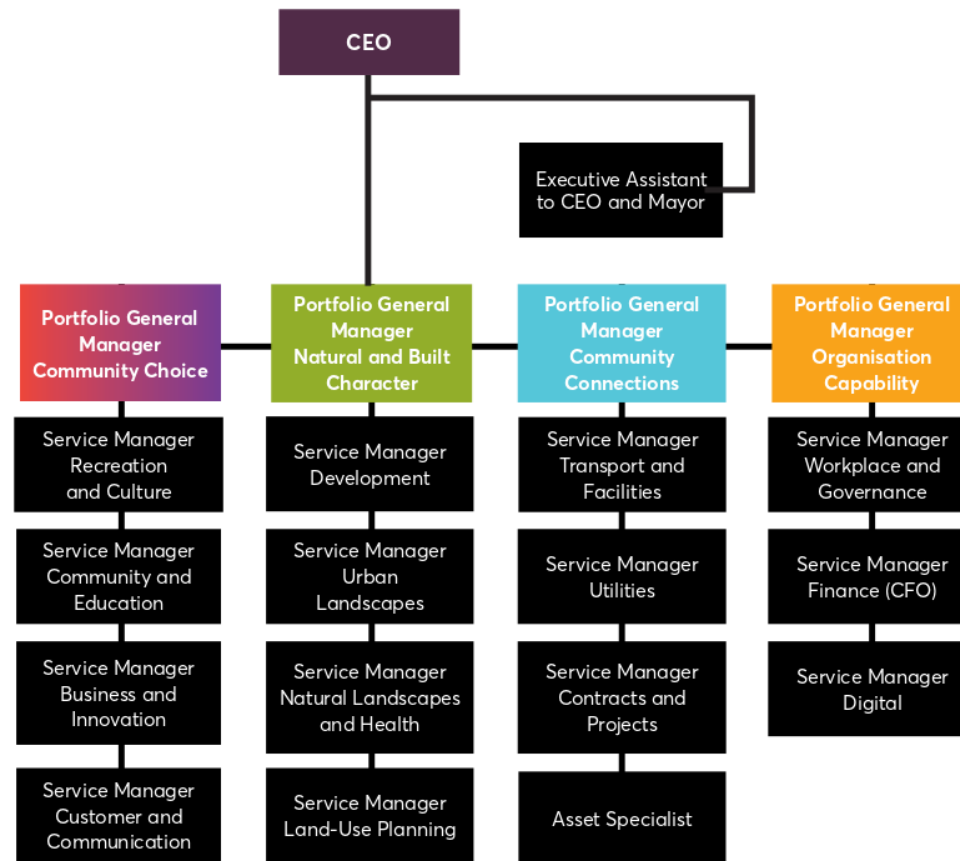 CEO
Executive Assistant
to CEO and Mayor
Portfolio General
Manager
Community Choice
Portfolio General
Manager
Natural and Built
Character
Portfolio General
Manager
Community
Connections
Portfolio General
Manager
Organisation
Capability
Service Manager
Recreation
and Culture
Service Manager
Development
Service Manager
Transport and
Facilities
Service Manager
Workplace and
Governance
Service Manager
Community and
Education
Service Manager
Urban
Landscapes
Service Manager
Utilities
Service Manager
Finance (CFO)
Service Manager
Business and
Innovation
Service Manager
Natural Landscapes
and Health
Service Manager
Contracts and
Projects
Service Manager
Digital
Service Manager
Customer and
Communication
Service Manager
Land-Use Planning
Asset Specialist